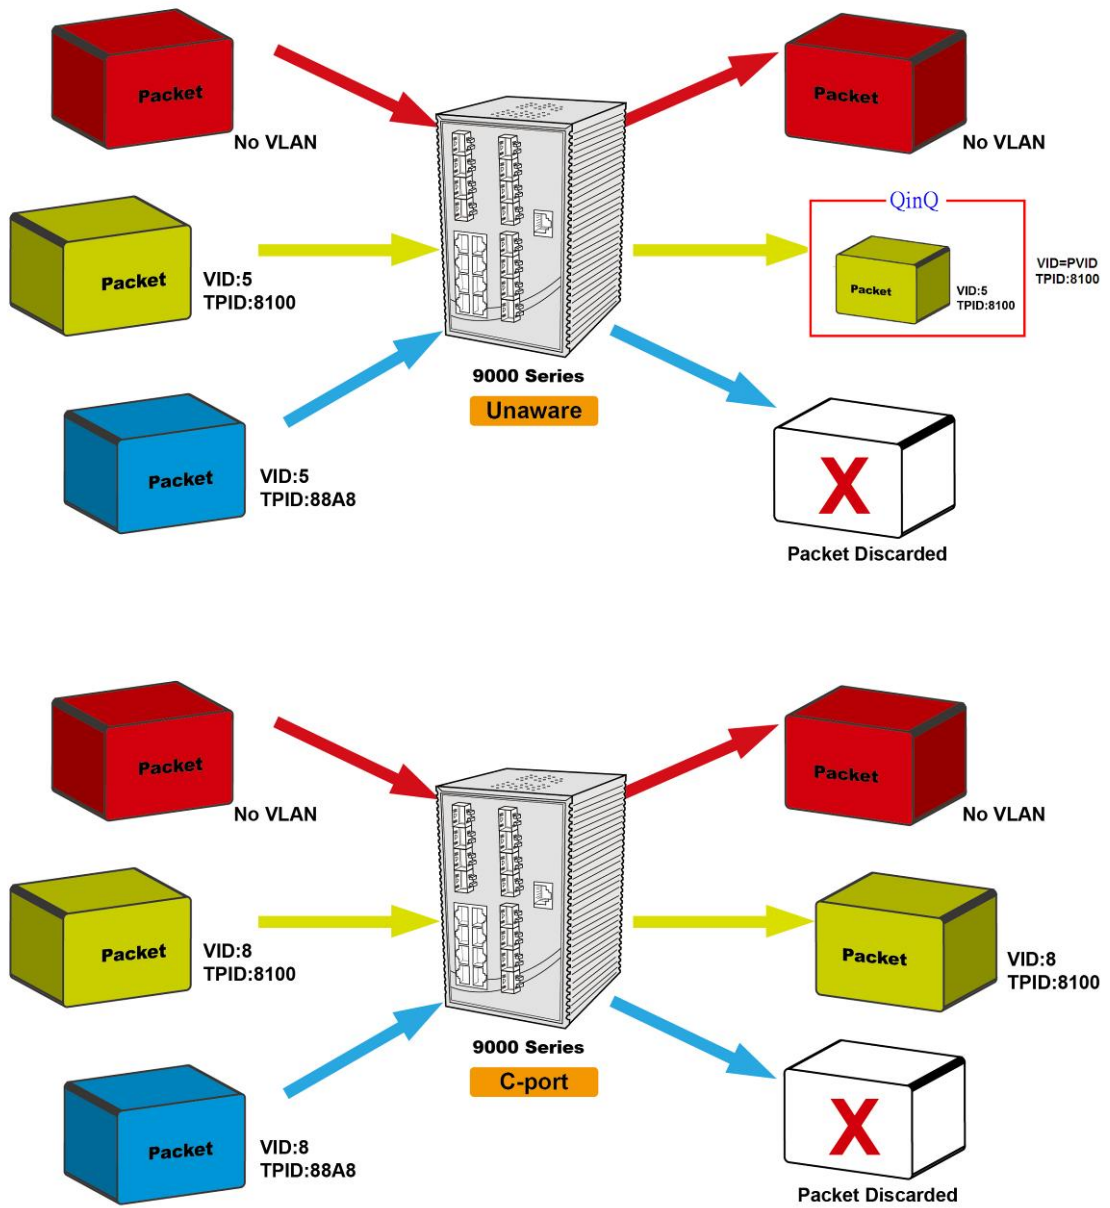 Packet
No VLAN
Packet
No VLAN
Packet
VID:5
TPID:8100
QinQ
Packet
VID:5
TPID:8100
VID=PVID
TPID:8100
9000 Series
Unaware
Packet
VID:5
TPID:88A8
X
Packet Discarded
Packet
No VLAN
Packet
No VLAN
Packet
VID:8
TPID:8100
Packet
VID:8
TPID:8100
9000 Series
C-port
Packet
VID:8
TPID:88A8
X
Packet Discarded